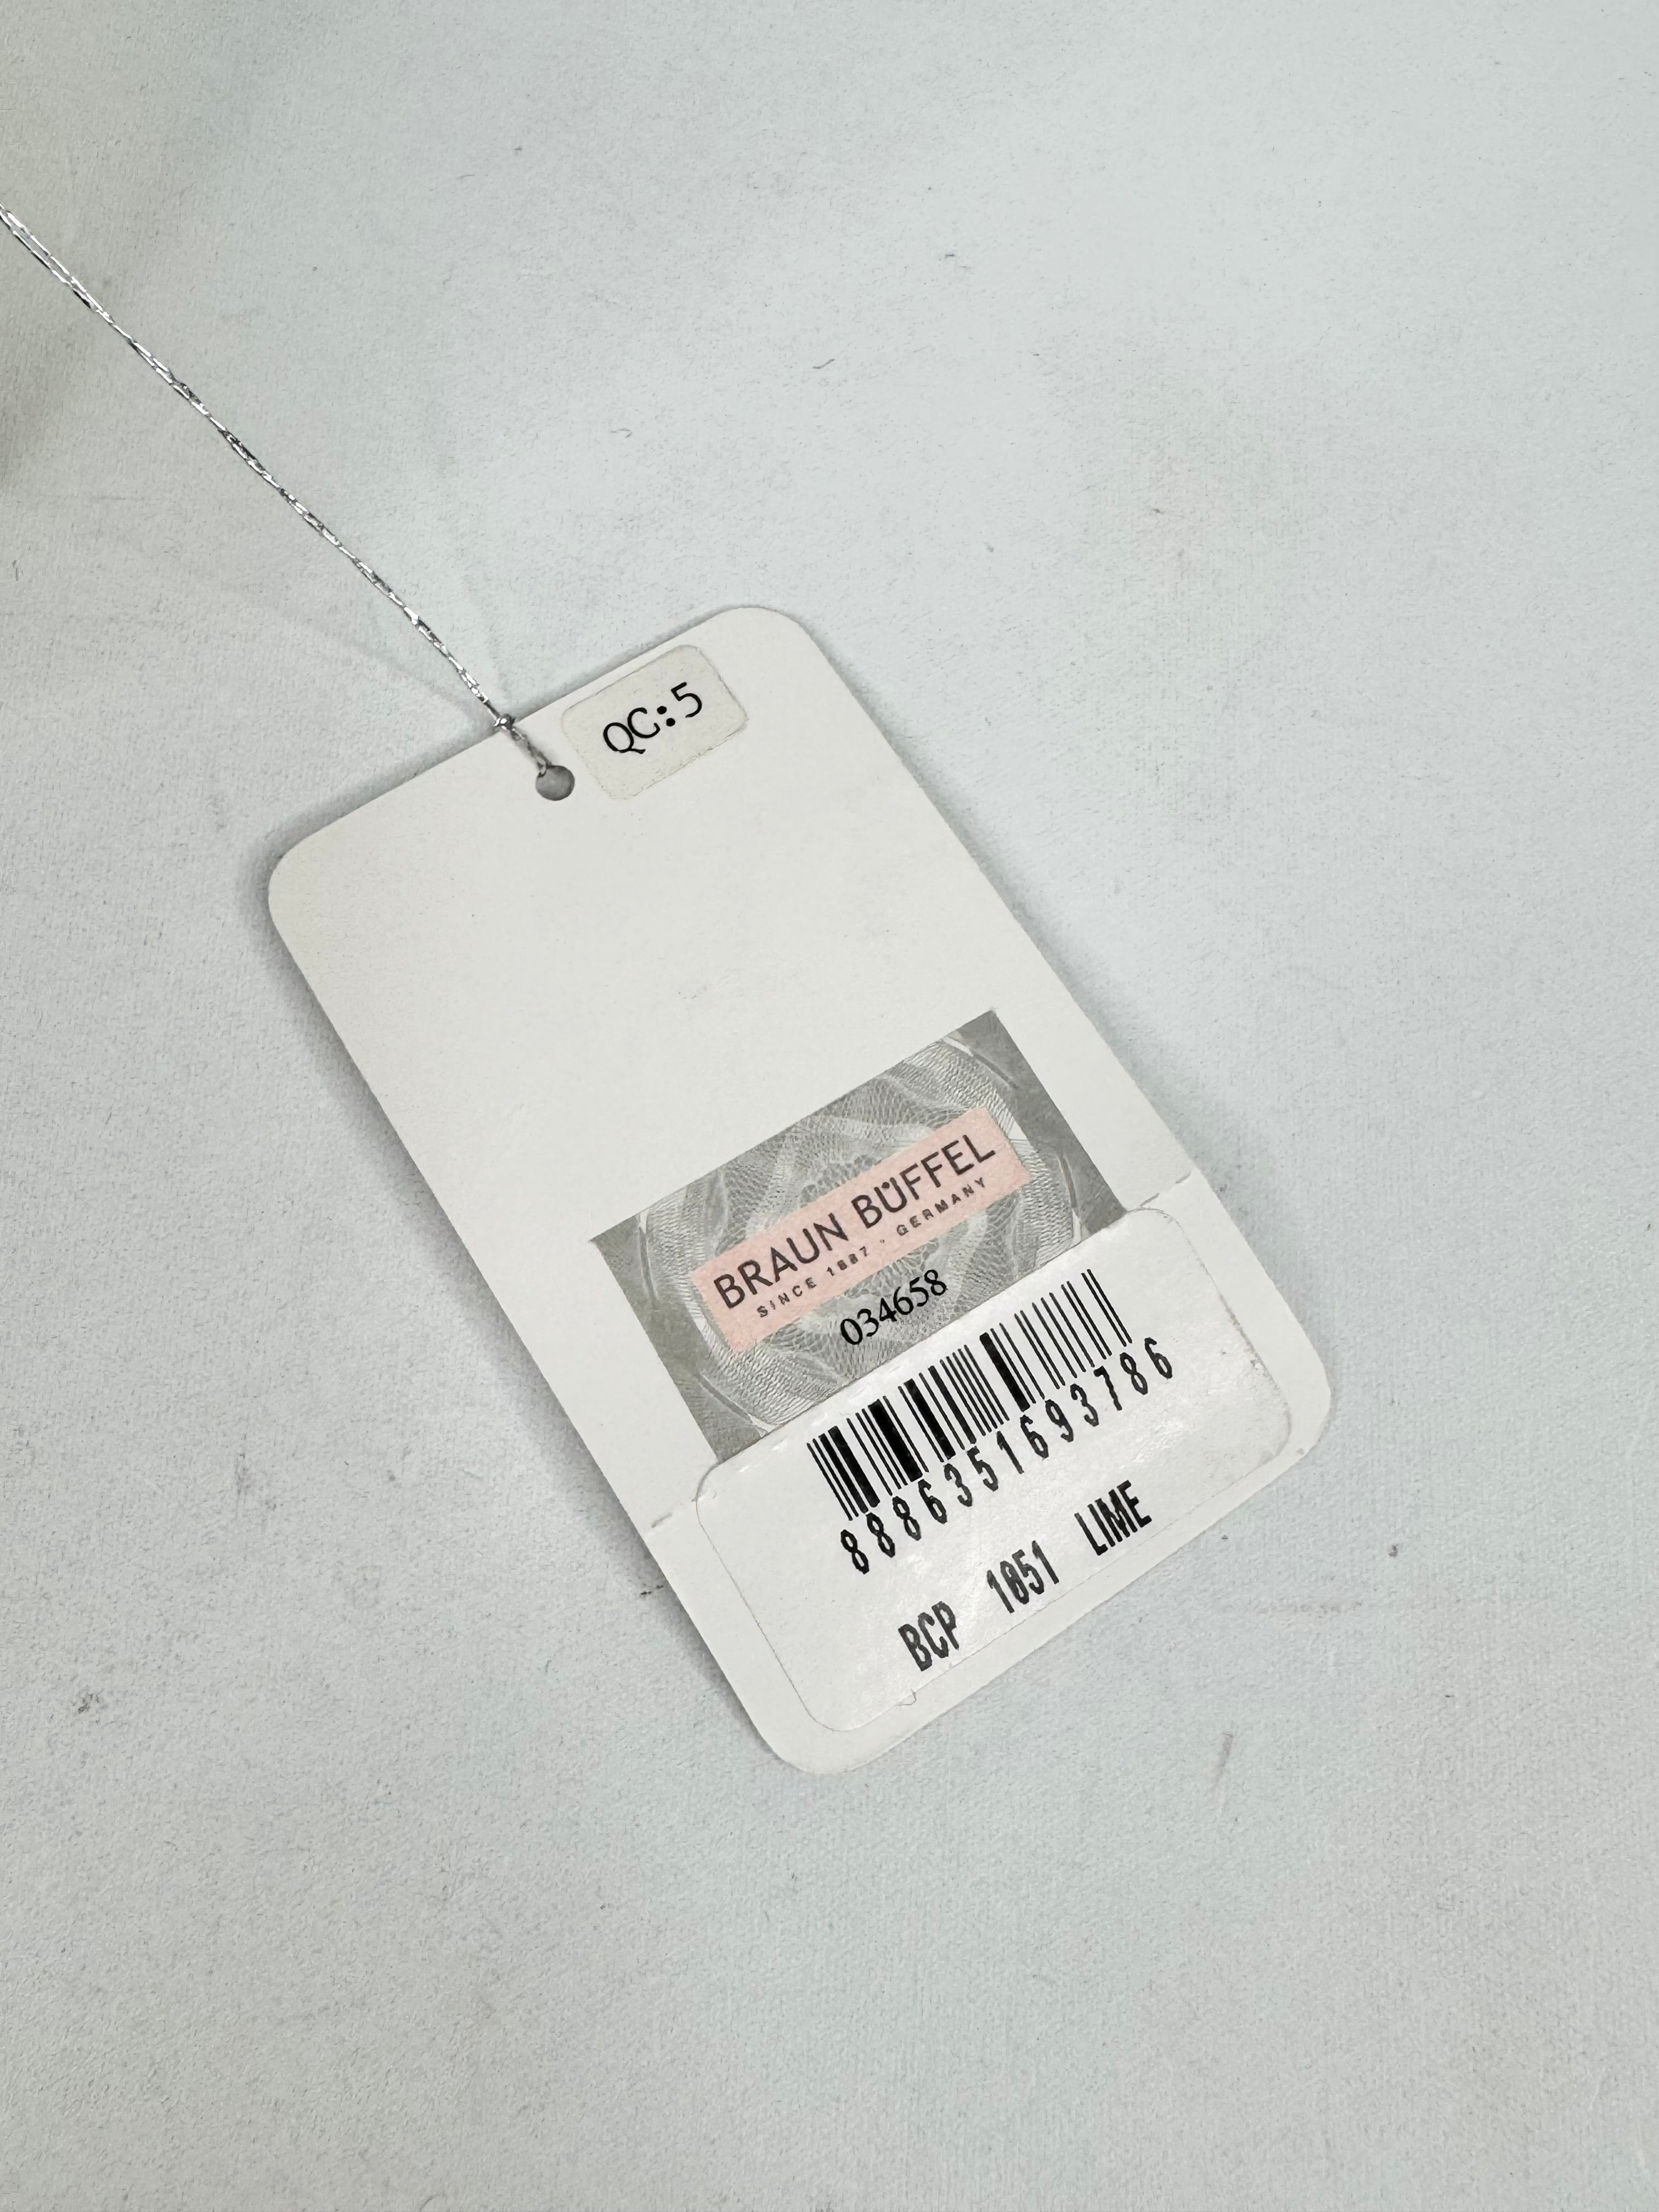 QC:5
BRAUN BÜFFEL
SINCE 1887 • GERMANY
034658
8886351693786
BCP 1051 LIME